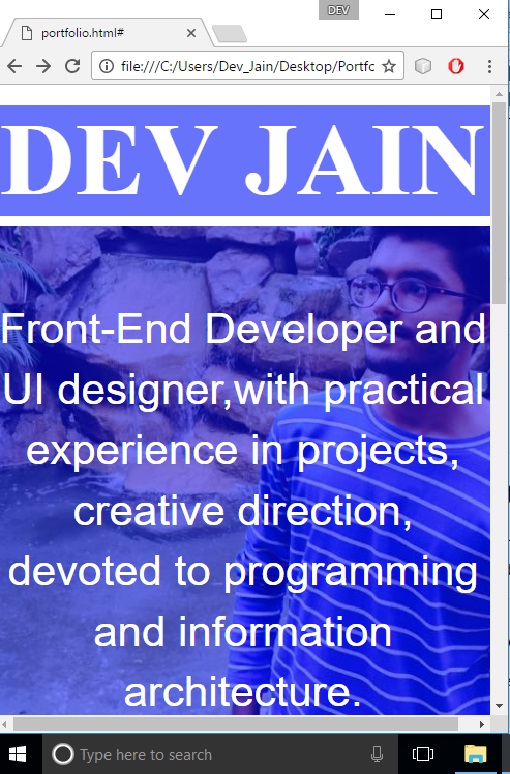 DEV
portfolio.html#
file:///C:/Users/Dev_Jain/Desktop/Portfc
DEV JAIN
Front-End Developer and
UI designer,with practical
experience in projects,
creative direction,
devoted to programming
and information
architecture.
Type here to search